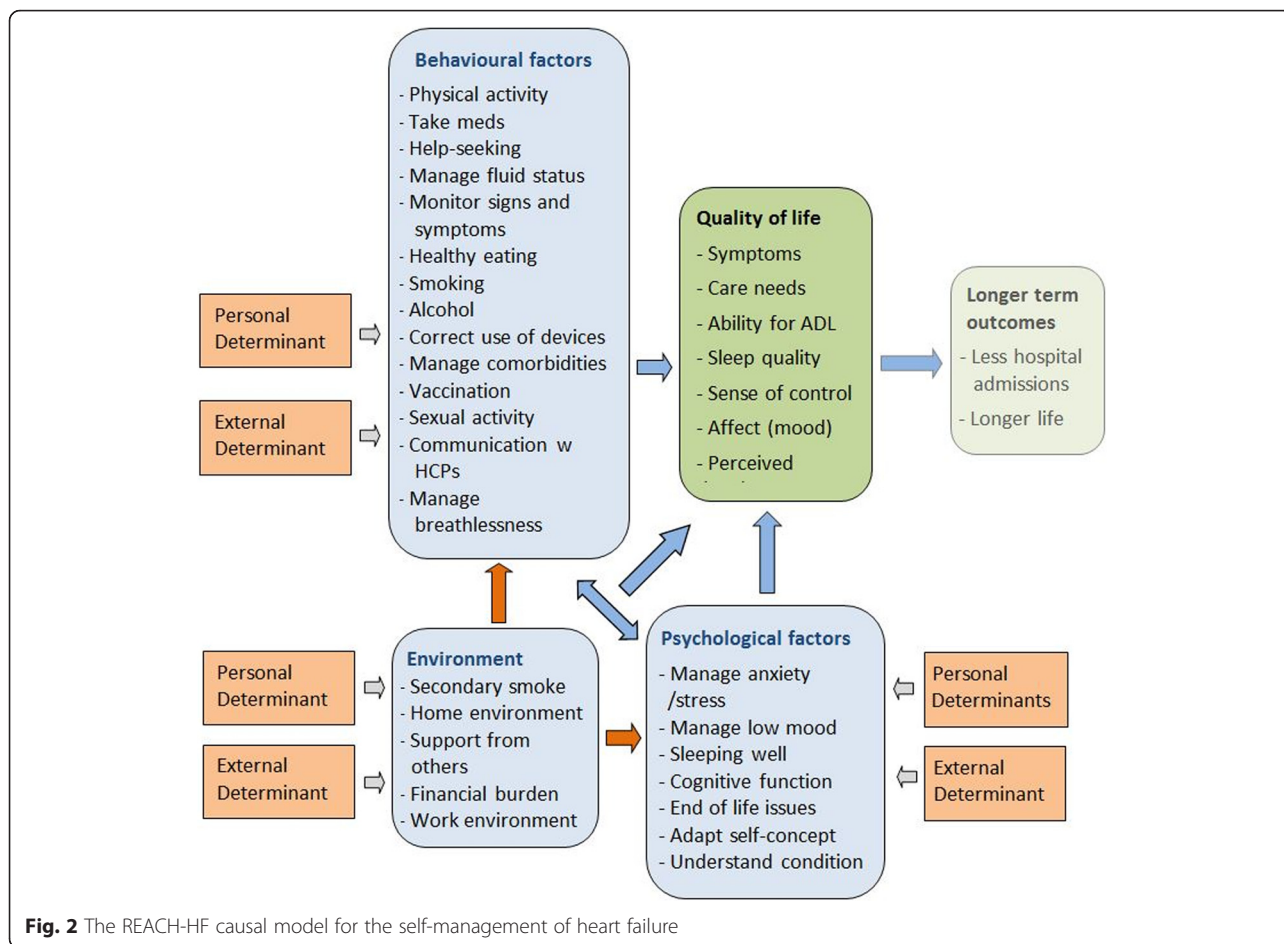 Behavioural factors
- Physical activity
- Take meds
- Help-seeking
- Manage fluid status
- Monitor signs and
symptoms
- Healthy eating
- Smoking
- Alcohol
- Correct use of devices
- Manage comorbidities
- Vaccination
- Sexual activity
- Communication w
HCPs
- Manage
breathlessness
Personal
Determinant
External
Determinant
Quality of life
- Symptoms
- Care needs
- Ability for ADL
- Sleep quality
- Sense of control
- Affect (mood)
- Perceived
Longer term
outcomes
- Less hospital
admissions
- Longer life
Personal
Determinant
External
Determinant
Environment
- Secondary smoke
- Home environment
- Support from
others
- Financial burden
- Work environment
Psychological factors
- Manage anxiety
/stress
- Manage low mood
- Sleeping well
- Cognitive function
- End of life issues
- Adapt self-concept
- Understand condition
Personal
Determinants
External
Determinant
Fig. 2 The REACH-HF causal model for the self-management of heart failure